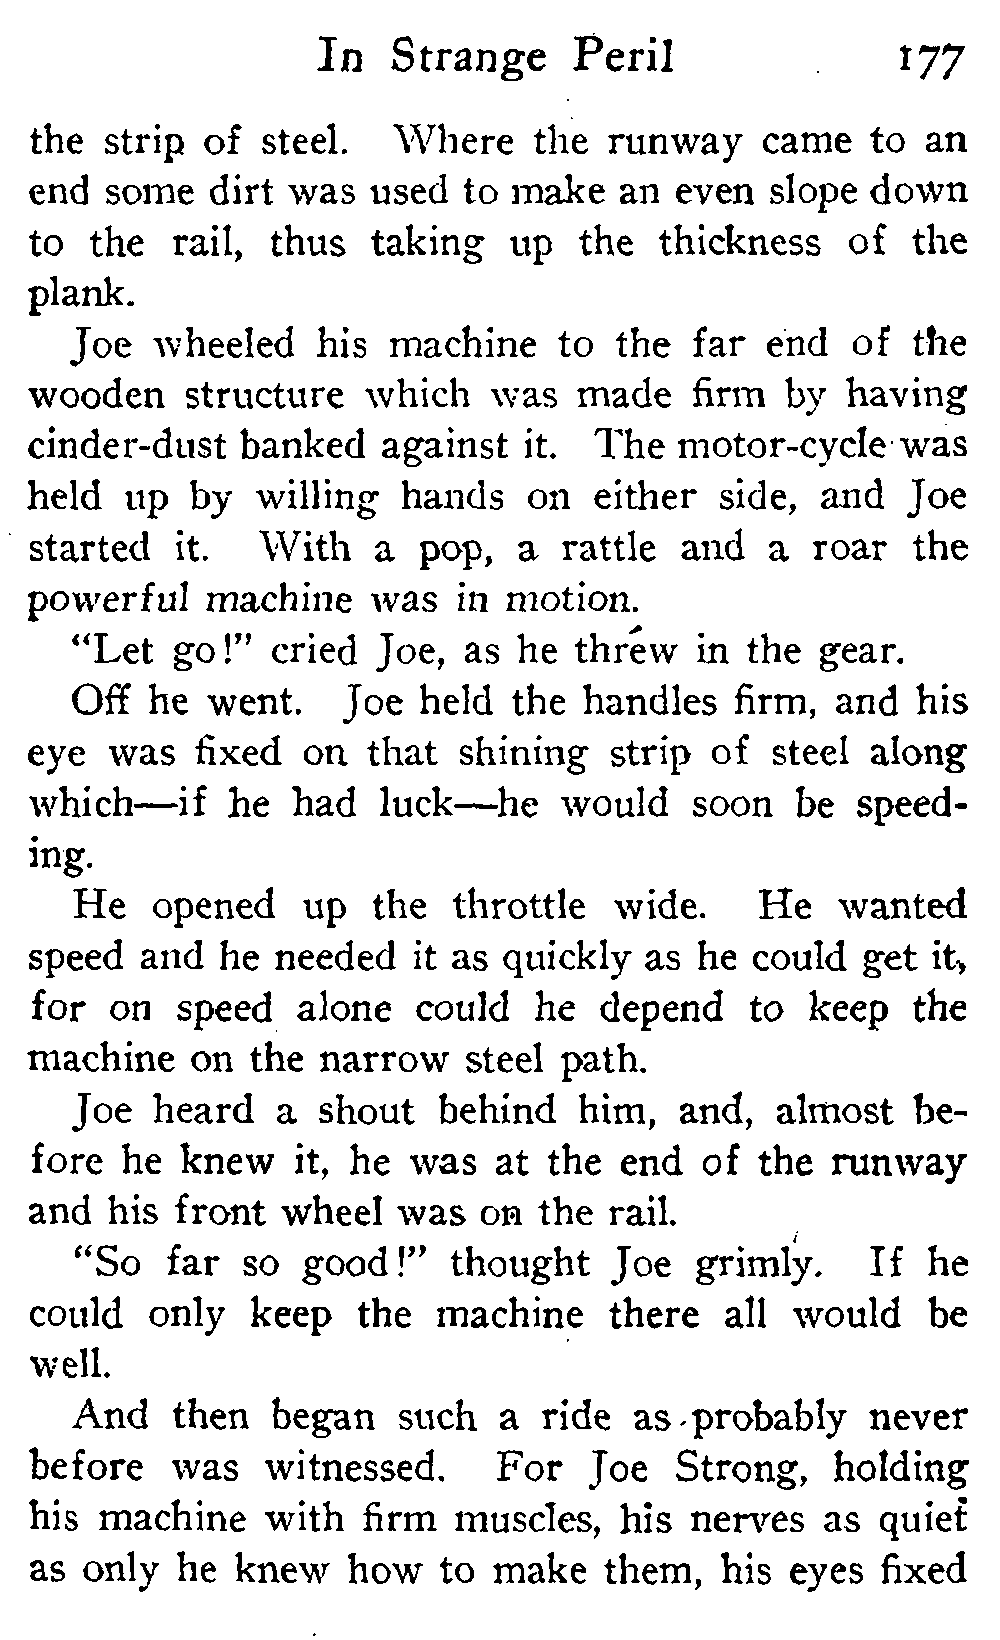 In Strange Peril 177
the strip of steel. Where the runway came to an
end some dirt was used to make an even slope down
to the rail, thus taking up the thickness of the
plank.
Joe wheeled his machine to the far end of the
wooden structure which was made firm by having
cinder-dust banked against it. The motor-cycle was
held up by willing hands on either side, and Joe
started it. With a pop, a rattle and a roar the
powerful machine was in motion.
"Let go!" cried Joe, as he threw in the gear.
Off he went. Joe held the handles firm, and his
eye was fixed on that shining strip of steel along
which—if he had luck—he would soon be speed-
ing.
He opened up the throttle wide. He wanted
speed and he needed it as quickly as he could get it,
for on speed alone could he depend to keep the
machine on the narrow steel path.
Joe heard a shout behind him, and, almost be-
fore he knew it, he was at the end of the runway
and his front wheel was on the rail.
"So far so good!" thought Joe grimly. If he
could only keep the machine there all would be
well.
And then began such a ride as probably never
before was witnessed. For Joe Strong, holding
his machine with firm muscles, his nerves as quiet
as only he knew how to make them, his eyes fixed